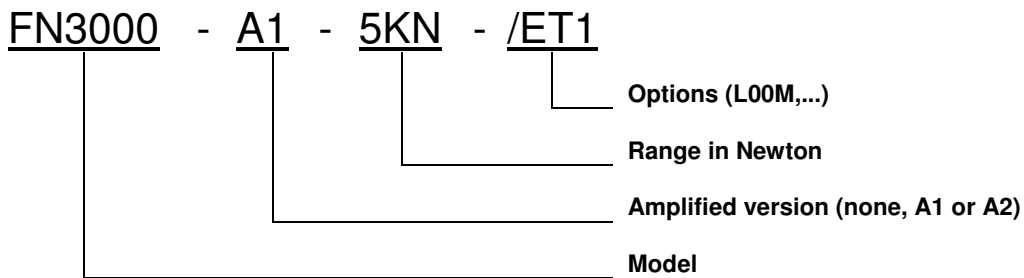 FN3000 - A1 - 5KN - /ET1
Options (L00M,...)
Range in Newton
Amplified version (none, A1 or A2)
Model